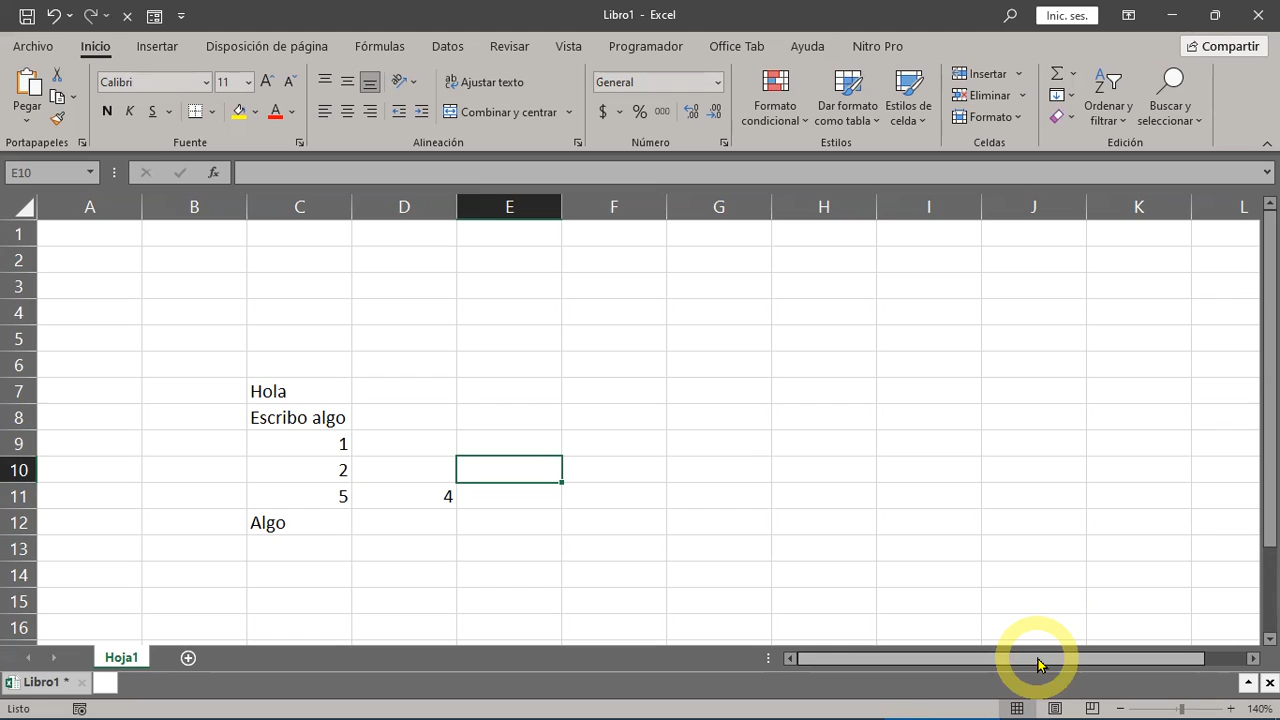 Libro1 - Excel
Inic. ses.
Archivo Inicio Insertar Disposición de página Fórmulas Datos Revisar Vista Programador Office Tab Ayuda Nitro Pro Compartir
Pegar
Calibri 11
N K S
Ajustar texto
Combinar y centrar
General
$ % 000
Formato condicional
Dar formato como tabla
Estilos de celda
Insertar
Eliminar
Formato
Ordenar y filtrar
Buscar y seleccionar
Portapapeles Fuente Alineación Número Estilos Celdas Edición
E10 fx
A B C D E F G H I J K L
1
2
3
4
5
6
7 Hola
8 Escribo algo
9 1
10 2
11 5 4
12 Algo
13
14
15
16
Hoja1
Libro1 *
Listo 140%